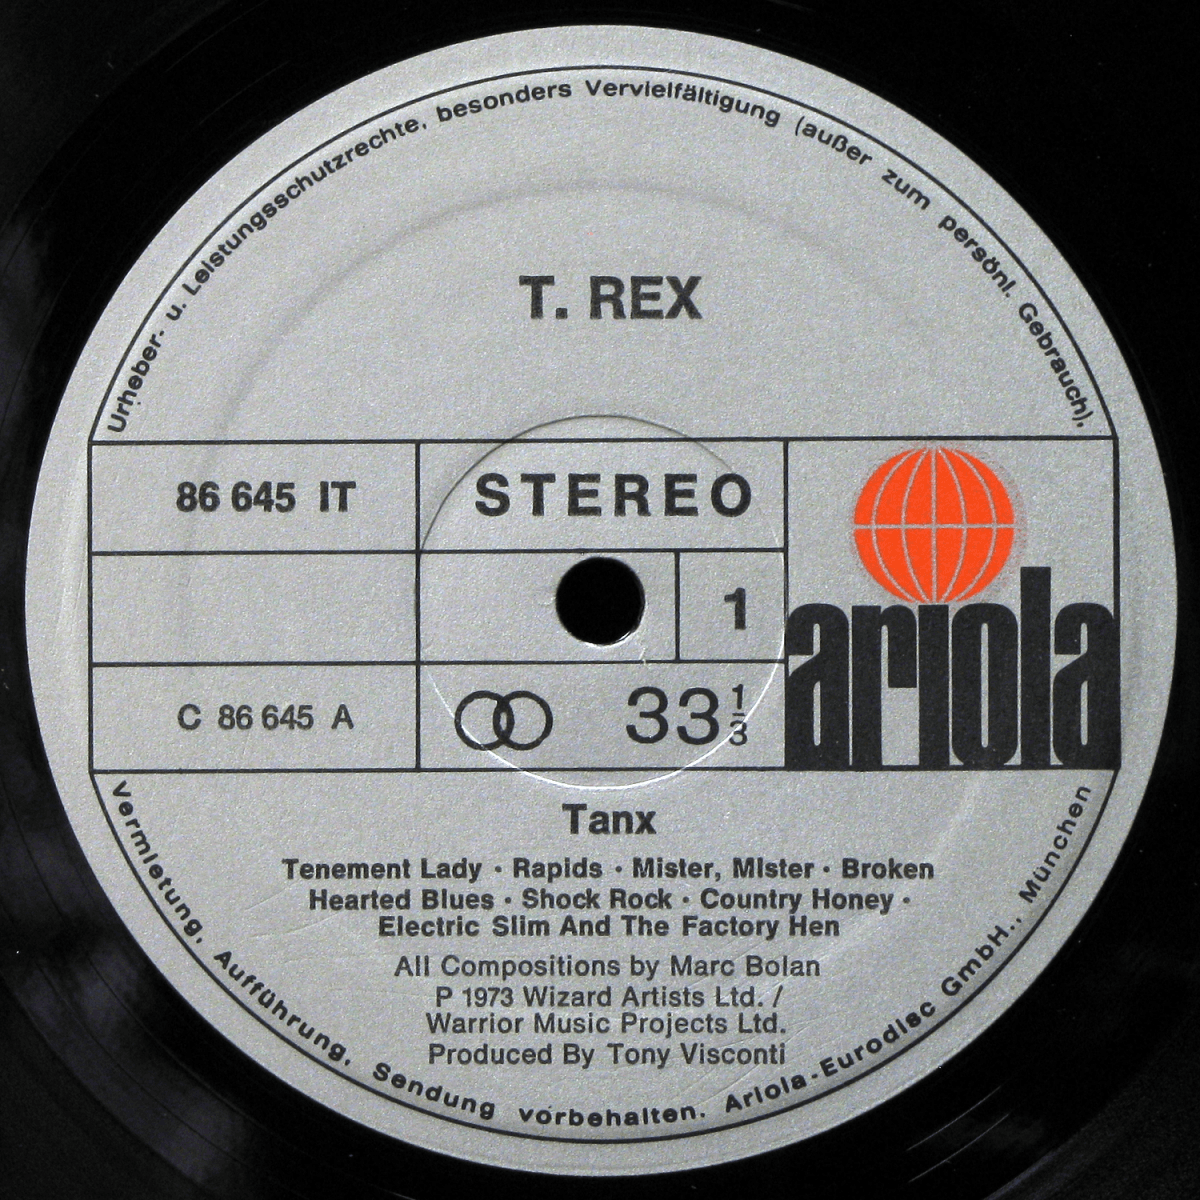 Urheber- u. Leistungsschutzrechte, besonders Vervielfältigung (außer zum persönl. Gebrauch),
T. REX
86 645 IT
STEREO
1
ariola
C 86 645 A
33 1/3
Tanx
Tenement Lady · Rapids · Mister, Mister · Broken
Hearted Blues · Shock Rock · Country Honey ·
Electric Slim And The Factory Hen
All Compositions by Marc Bolan
P 1973 Wizard Artists Ltd. /
Warrior Music Projects Ltd.
Produced By Tony Visconti
Vermietung, Aufführung, Sendung vorbehalten. Ariola-Eurodisc GmbH., München